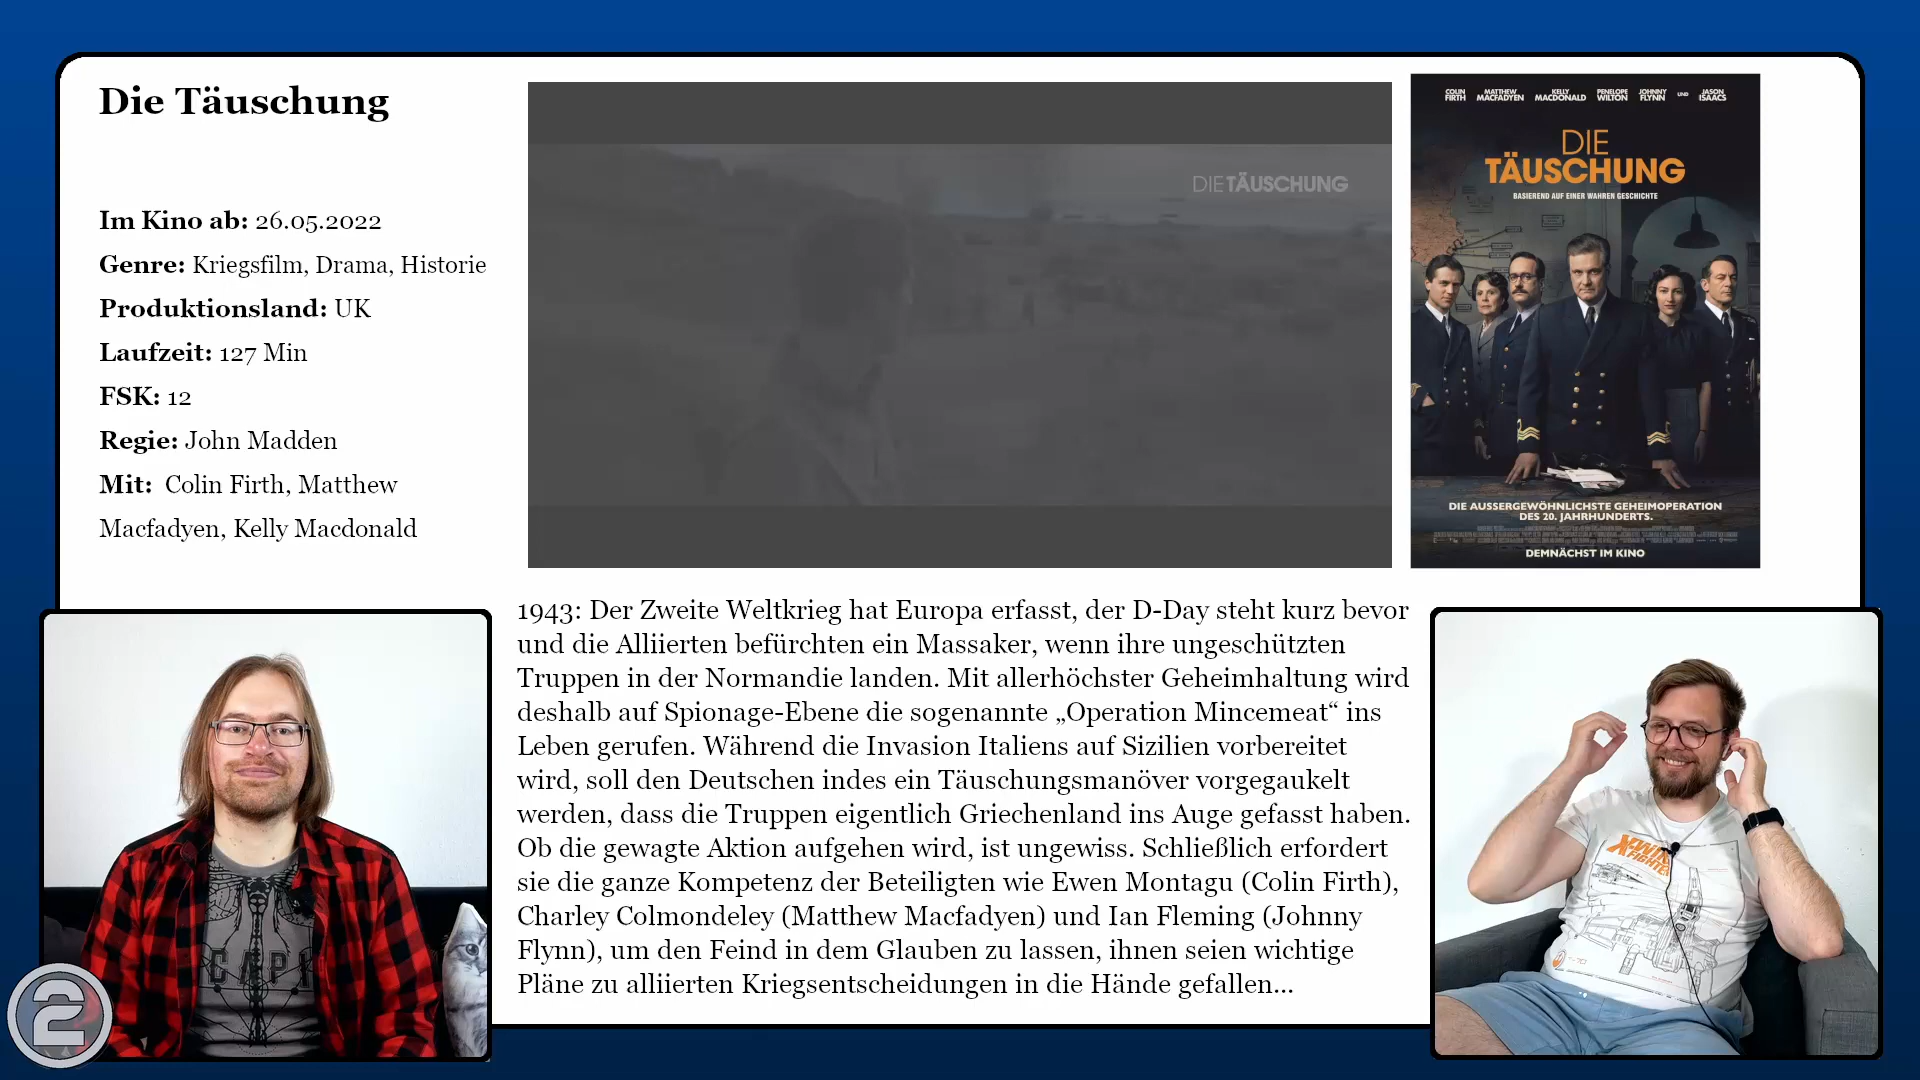 Die Täuschung
Im Kino ab: 26.05.2022
Genre: Kriegsfilm, Drama, Historie
Produktionsland: UK
Laufzeit: 127 Min
FSK: 12
Regie: John Madden
Mit: Colin Firth, Matthew
Macfadyen, Kelly Macdonald
DIE TÄUSCHUNG
COLIN FIRTH MATTHEW MACFADYEN KELLY MACDONALD PENELOPE WILTON JOHNNY FLYNN UND JASON ISAACS
DIE
TÄUSCHUNG
BASIEREND AUF EINER WAHREN GESCHICHTE
DIE AUSSERGEWÖHNLICHSTE GEHEIMOPERATION
DES 20. JAHRHUNDERTS.
DEMNÄCHST IM KINO
1943: Der Zweite Weltkrieg hat Europa erfasst, der D-Day steht kurz bevor
und die Alliierten befürchten ein Massaker, wenn ihre ungeschützten
Truppen in der Normandie landen. Mit allerhöchster Geheimhaltung wird
deshalb auf Spionage-Ebene die sogenannte „Operation Mincemeat“ ins
Leben gerufen. Während die Invasion Italiens auf Sizilien vorbereitet
wird, soll den Deutschen indes ein Täuschungsmanöver vorgegaukelt
werden, dass die Truppen eigentlich Griechenland ins Auge gefasst haben.
Ob die gewagte Aktion aufgehen wird, ist ungewiss. Schließlich erfordert
sie die ganze Kompetenz der Beteiligten wie Ewen Montagu (Colin Firth),
Charley Colmondeley (Matthew Macfadyen) und Ian Fleming (Johnny
Flynn), um den Feind in dem Glauben zu lassen, ihnen seien wichtige
Pläne zu alliierten Kriegsentscheidungen in die Hände gefallen...
CAPI
2